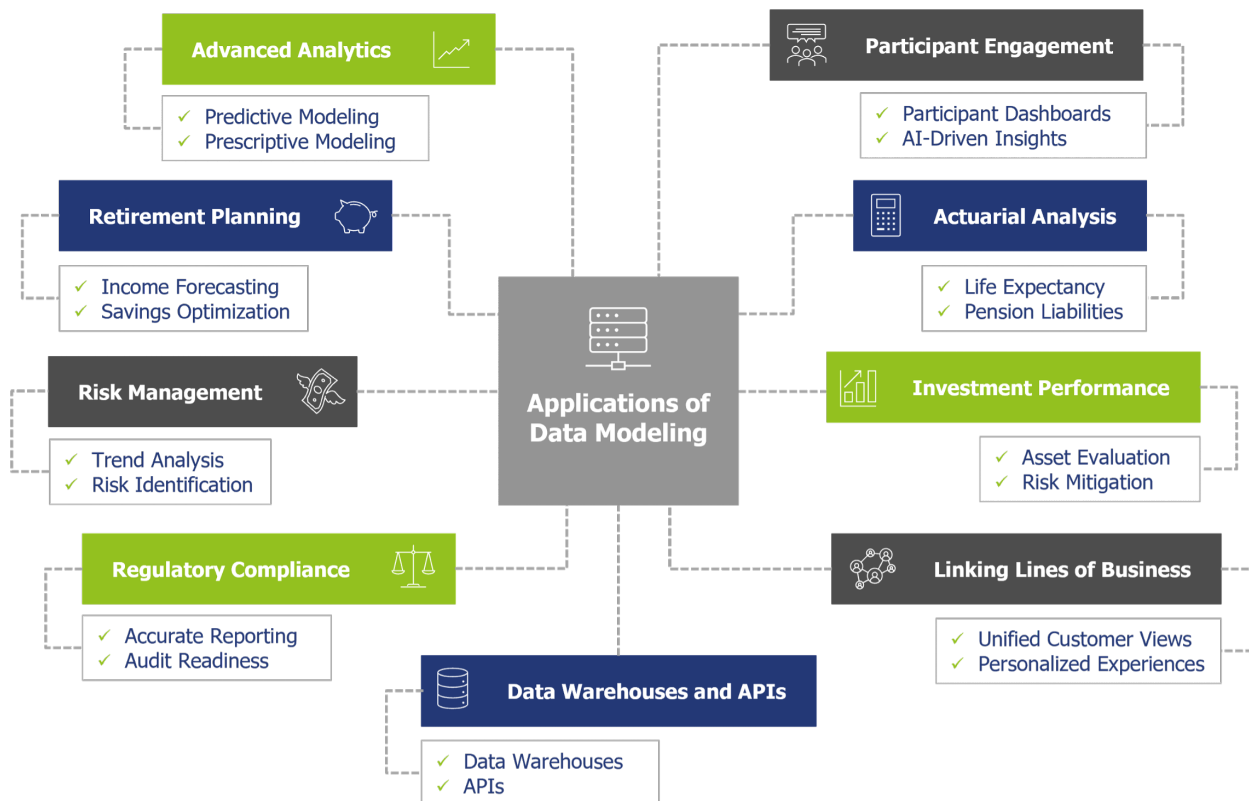 Advanced Analytics
Predictive Modeling
Prescriptive Modeling
Participant Engagement
Participant Dashboards
AI-Driven Insights
Retirement Planning
Income Forecasting
Savings Optimization
Actuarial Analysis
Life Expectancy
Pension Liabilities
Applications of
Data Modeling
Risk Management
Trend Analysis
Risk Identification
Investment Performance
Asset Evaluation
Risk Mitigation
Regulatory Compliance
Accurate Reporting
Audit Readiness
Linking Lines of Business
Unified Customer Views
Personalized Experiences
Data Warehouses and APIs
Data Warehouses
APIs